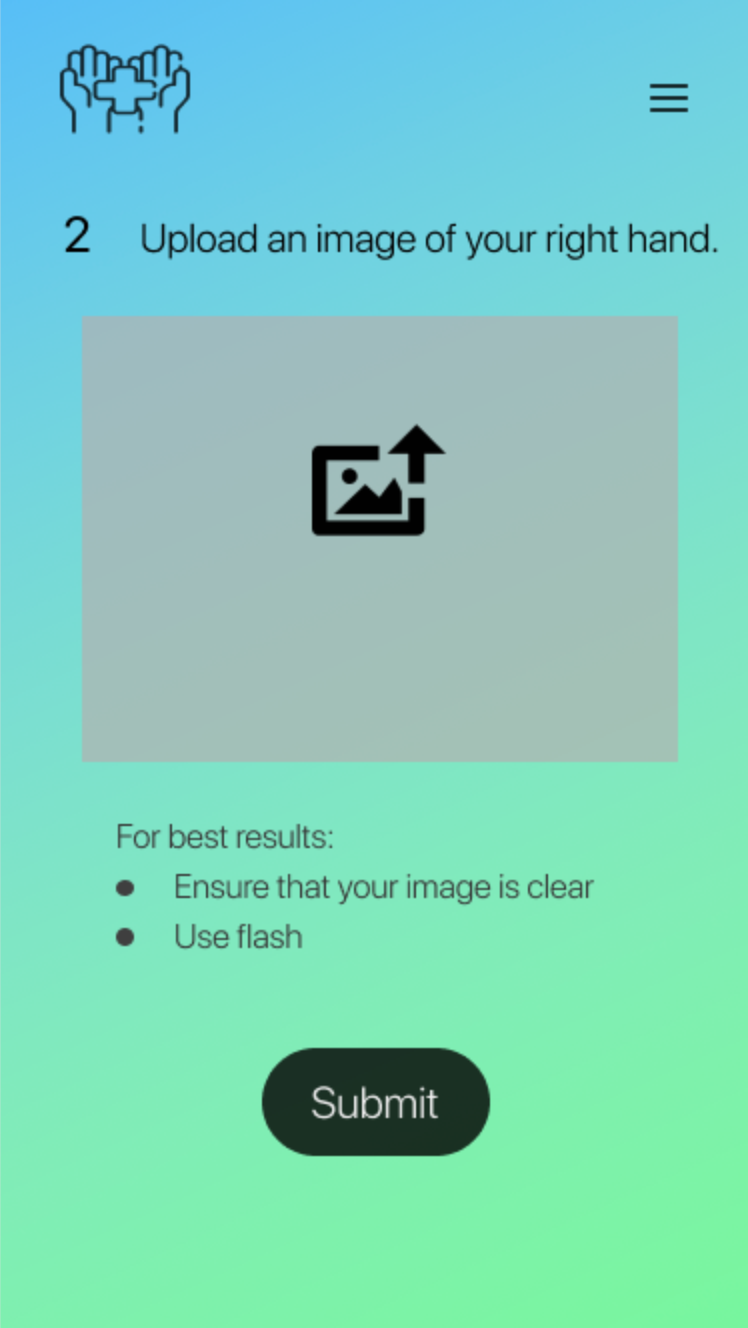 2 Upload an image of your right hand.
For best results:
● Ensure that your image is clear
● Use flash
Submit